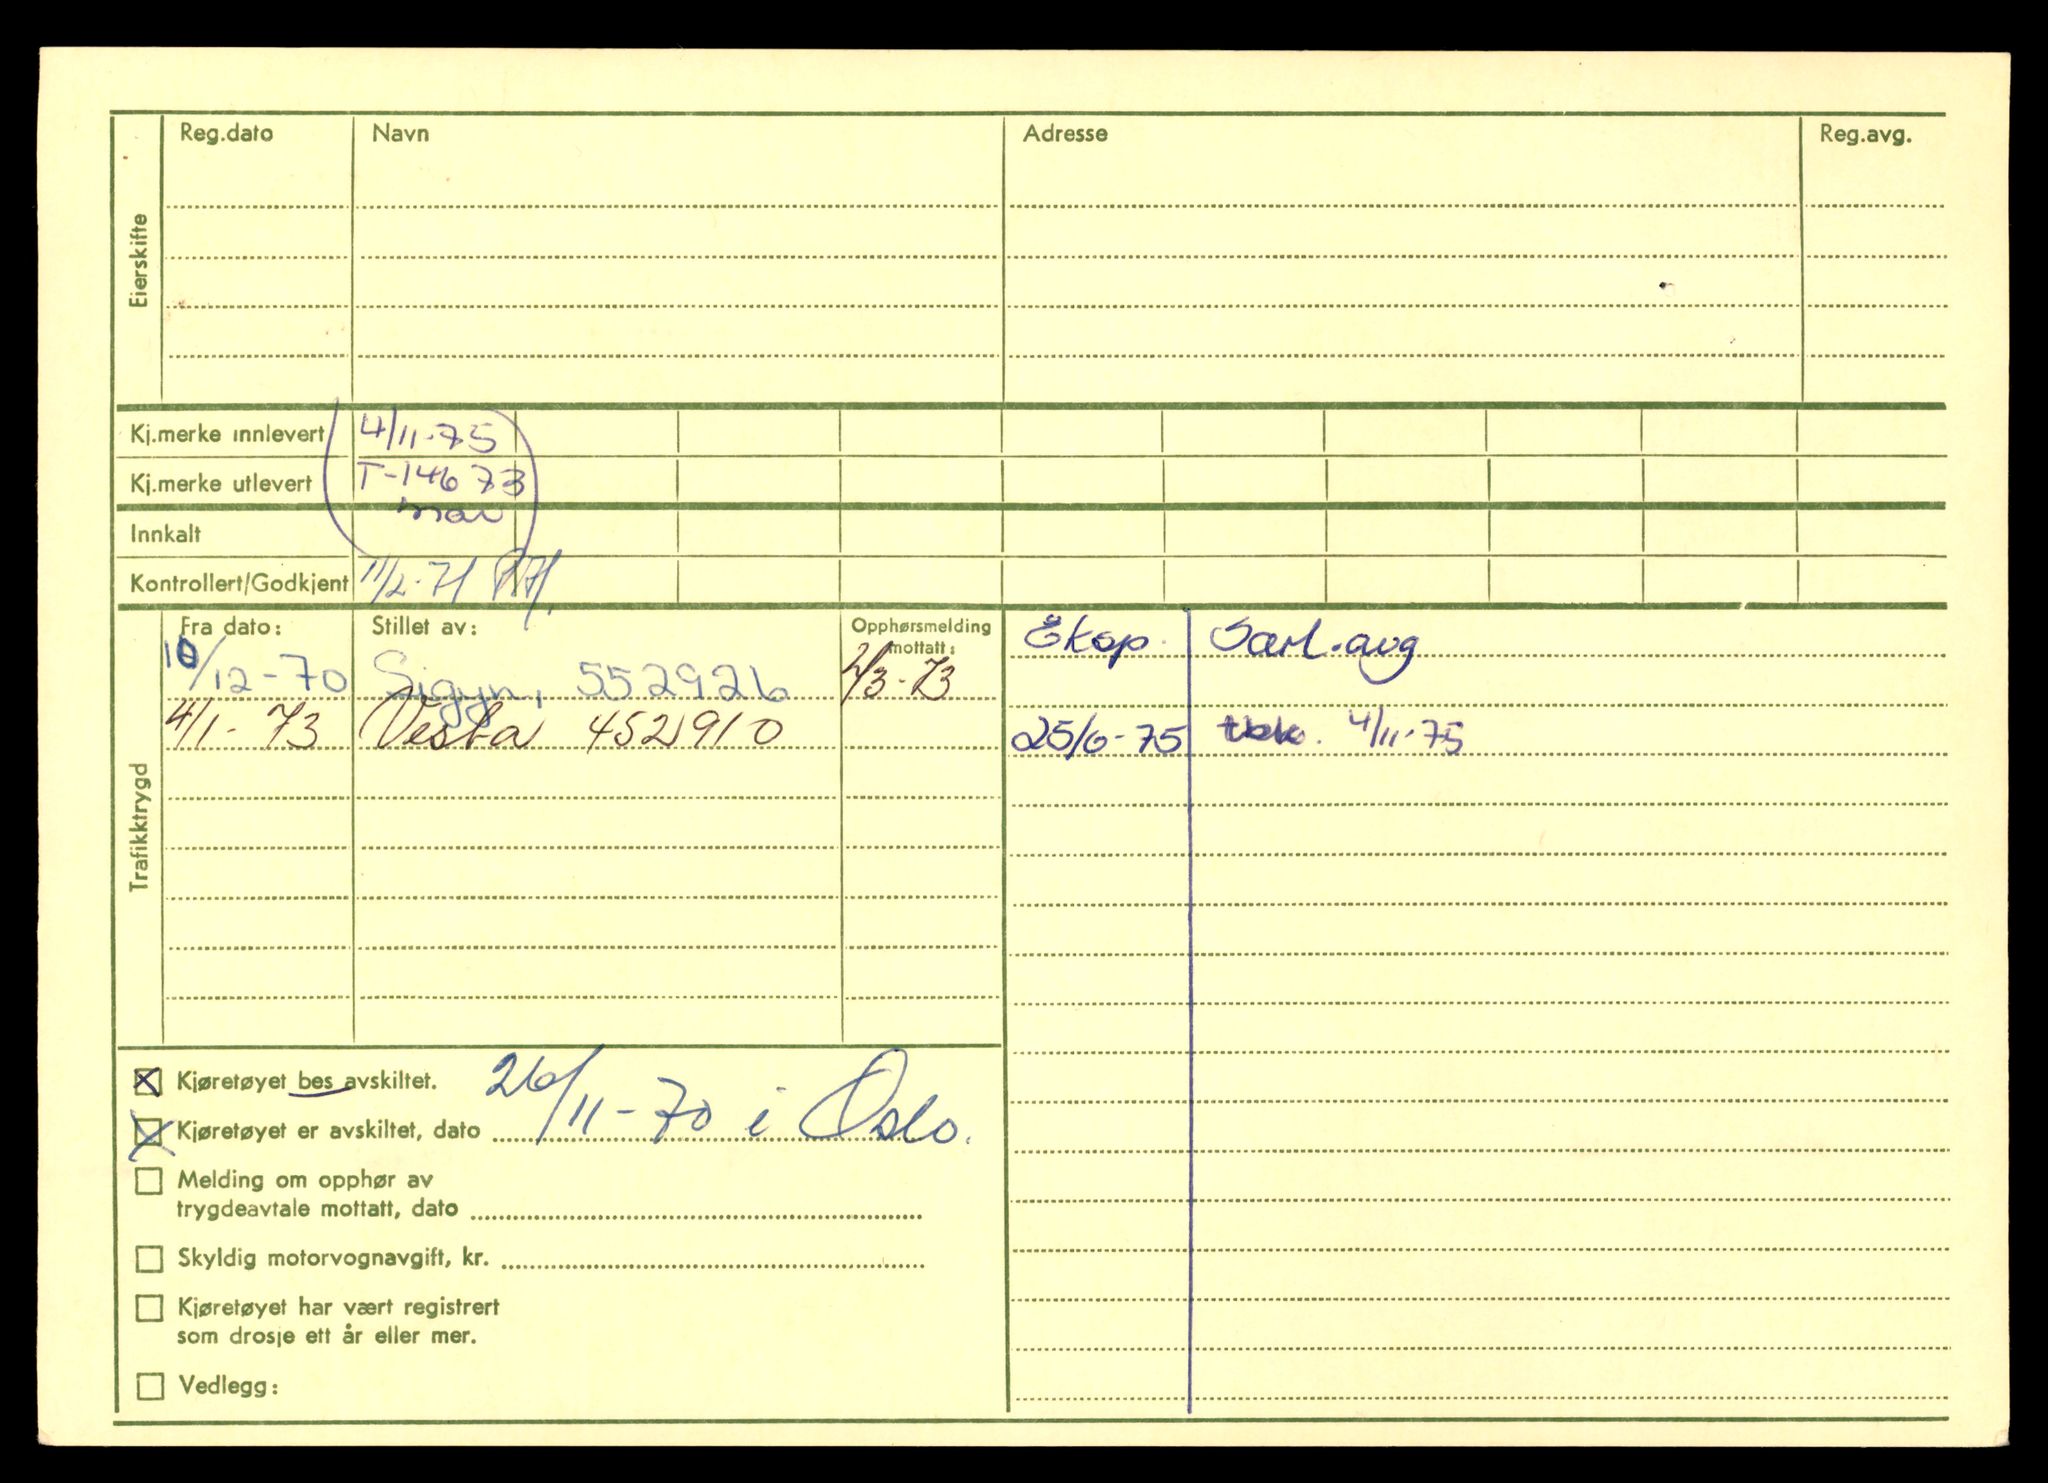 Reg.dato Navn Adresse Reg.avg.
Eierskifte
Kj.merke innlevert 4/11-75
Kj.merke utlevert T-14673
Innkalt
Kontrollert/Godkjent 11/2-71
Trafikktrygd
Fra dato: Stillet av: Opphørsmelding mottatt: Eksp. Særl.avg
10/12-70 Sigyn, 552926 2/3-73
4/1-73 Vesta 452910 25/6-75 4/11-75
Kjøretøyet bes avskiltet.
Kjøretøyet er avskiltet, dato 26/11-70 i Oslo.
Melding om opphør av
trygdeavtale mottatt, dato
Skyldig motorvognavgift, kr.
Kjøretøyet har vært registrert
som drosje ett år eller mer.
Vedlegg: